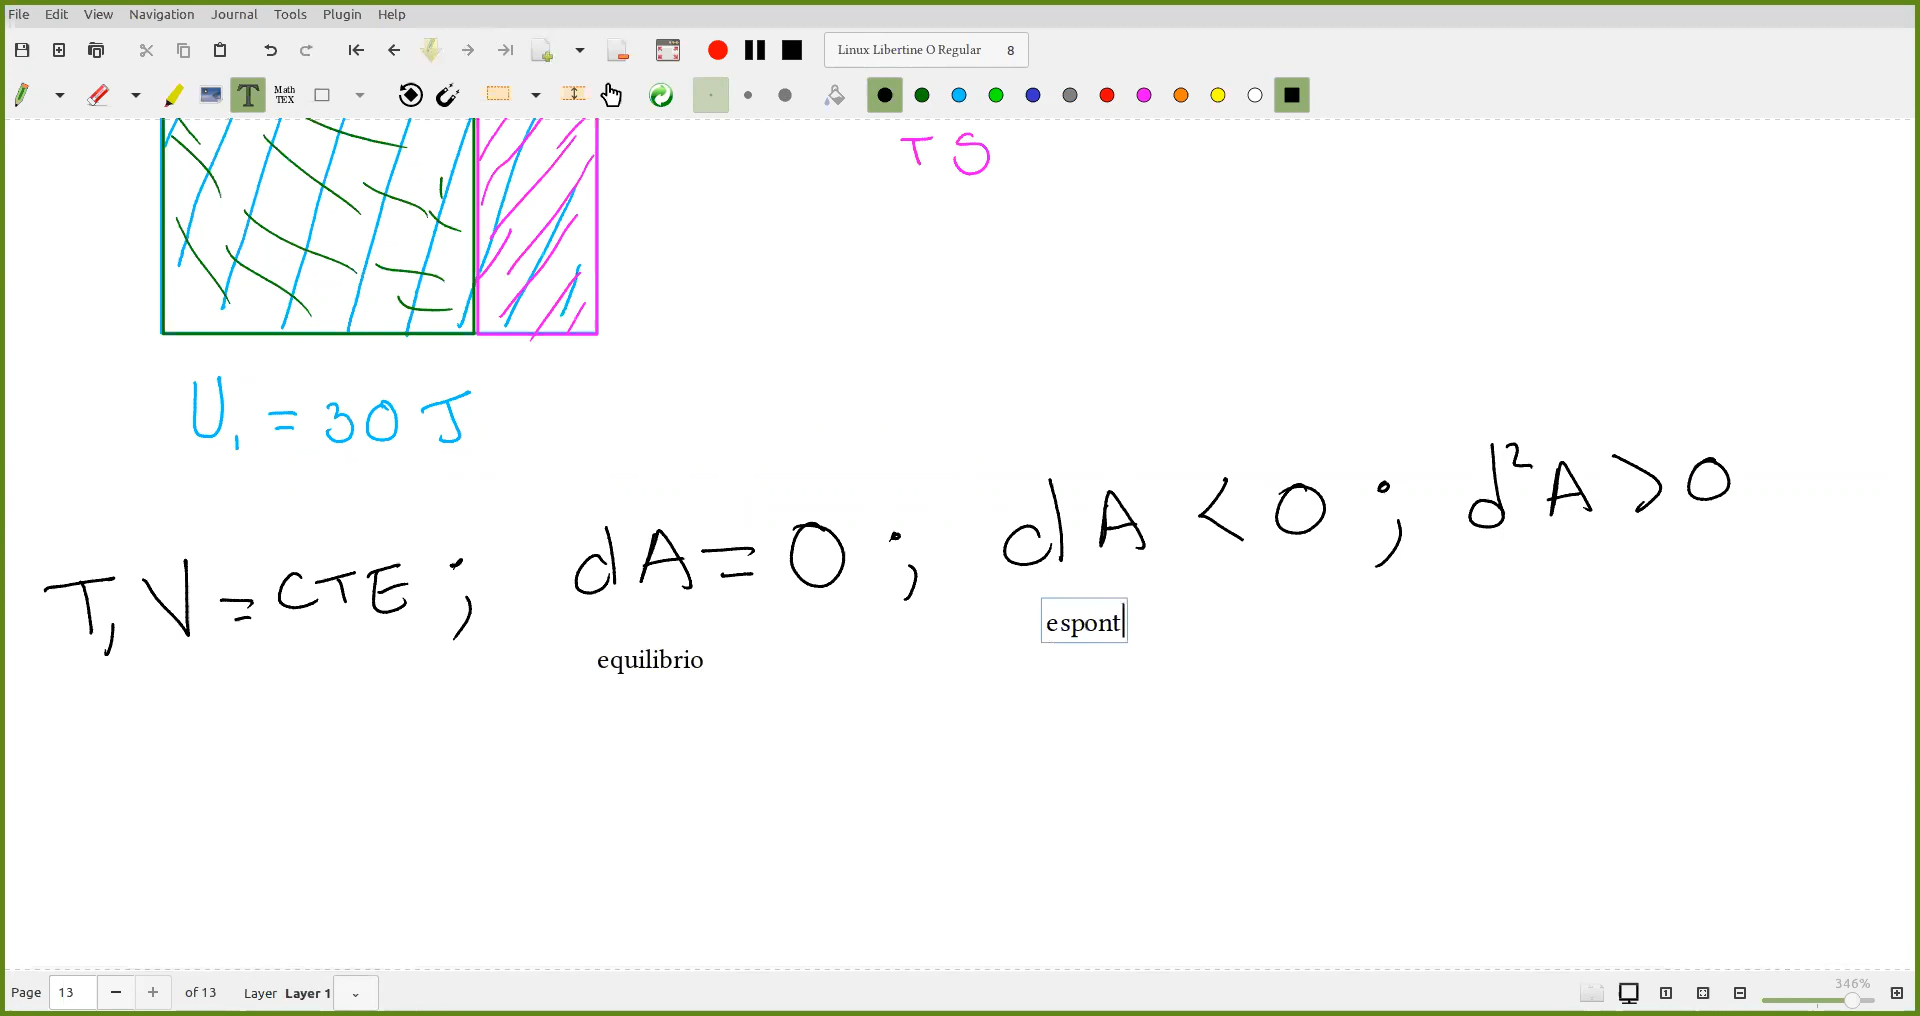 File Edit View Navigation Journal Tools Plugin Help
Linux Libertine O Regular 8
Math
TEX
T S
U₁ = 30 J
T, V = CTE ; dA = 0 ; dA < 0 ; d²A > 0
espont
equilibrio
346%
Page 13 of 13 Layer Layer 1